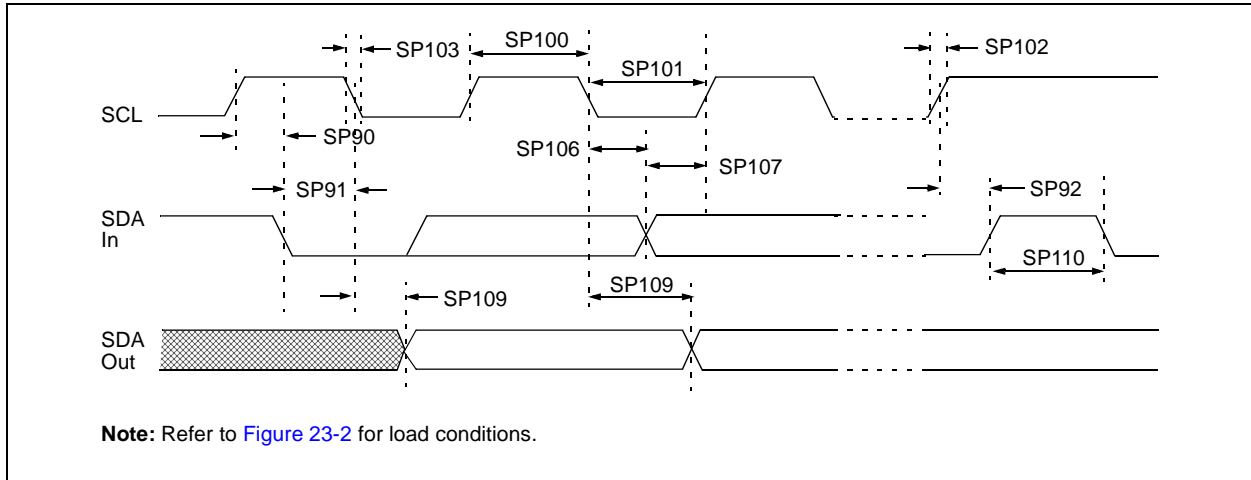 SP103
SP100
SP102
SP101
SCL
SP90
SP106
SP107
SP91
SP92
SDA
In
SP110
SP109
SP109
SDA
Out
Note: Refer to Figure 23-2 for load conditions.